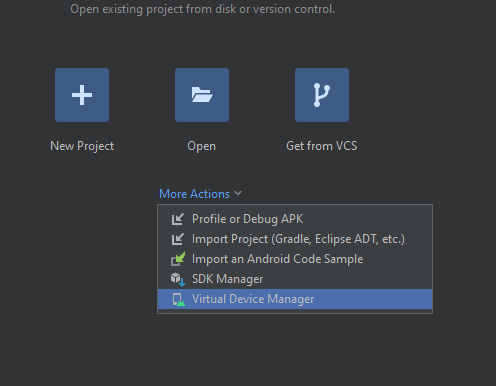 Open existing project from disk or version control.
New Project
Open
Get from VCS
More Actions
Profile or Debug APK
Import Project (Gradle, Eclipse ADT, etc.)
Import an Android Code Sample
SDK Manager
Virtual Device Manager